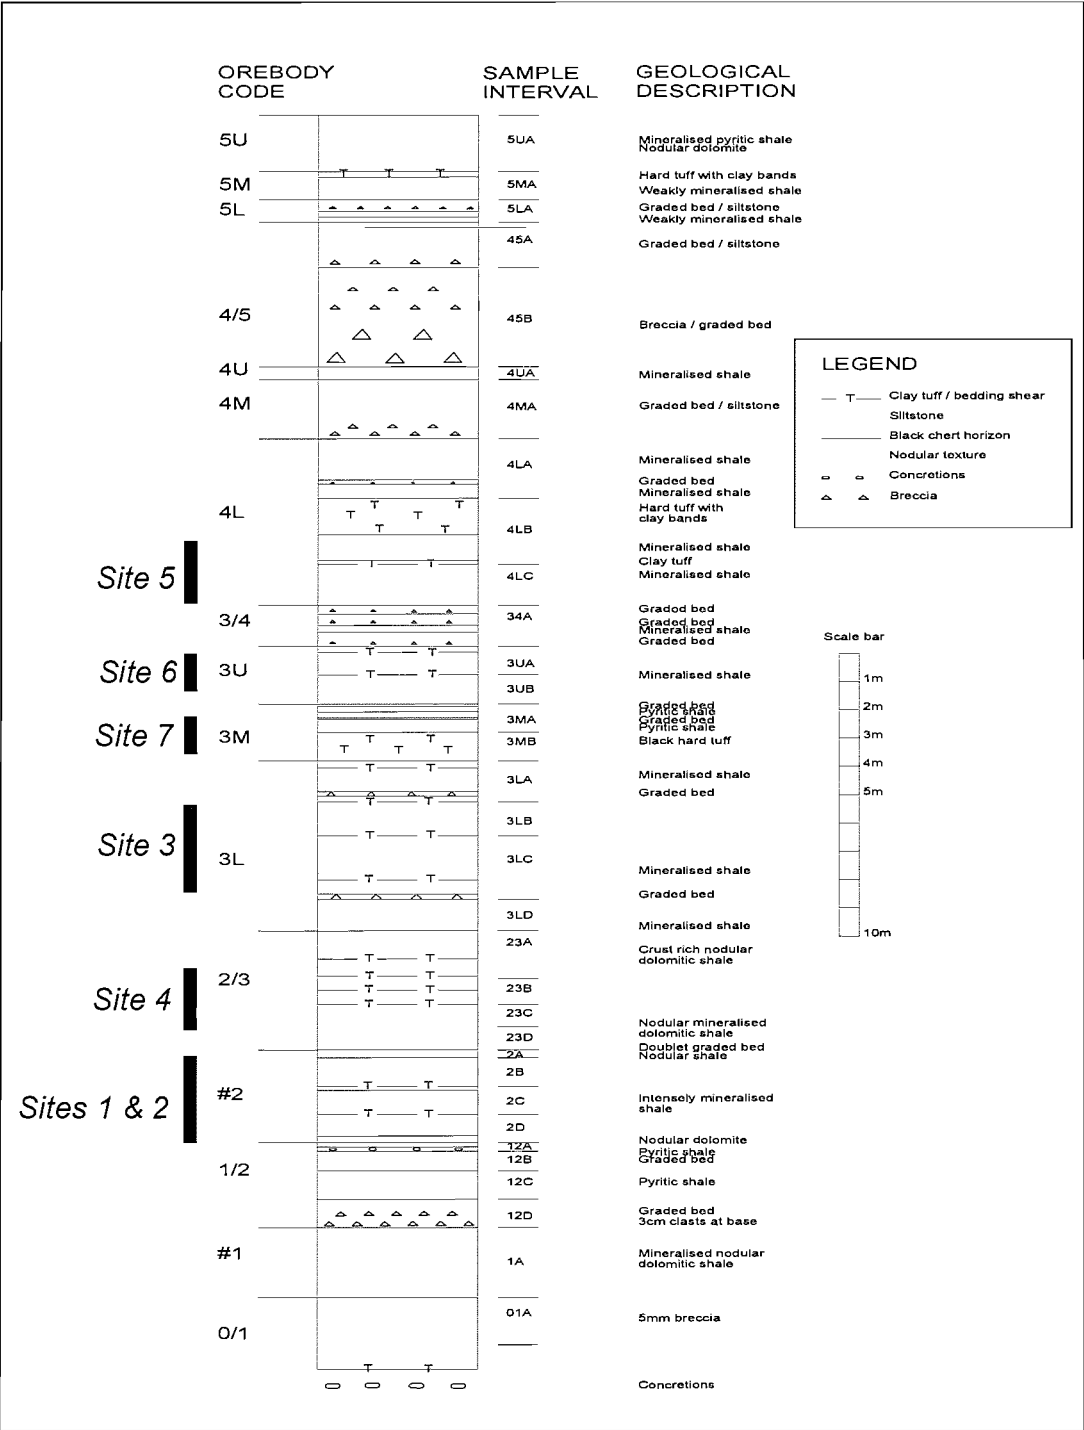 OREBODY CODE
SAMPLE INTERVAL
GEOLOGICAL DESCRIPTION
5U
5UA
Mineralised pyritic shale
Nodular dolomite
5M
5MA
Hard tuff with clay bands
Weakly mineralised shale
5L
5LA
Graded bed / siltstone
Weakly mineralised shale
45A
Graded bed / siltstone
4/5
45B
Breccia / graded bed
4U
4UA
Mineralised shale
4M
4MA
Graded bed / siltstone
4LA
Mineralised shale
Graded bed
Mineralised shale
4L
4LB
Hard tuff with
clay bands
Mineralised shale
Clay tuff
Site 5
4LC
Mineralised shale
3/4
34A
Graded bed
Graded bed
Mineralised shale
Graded bed
Site 6
3U
3UA
3UB
Mineralised shale
Graded bed
Pyritic shale
Graded bed
Pyritic shale
Site 7
3M
3MA
3MB
Black hard tuff
3LA
Mineralised shale
Graded bed
Site 3
3L
3LB
3LC
Mineralised shale
Graded bed
3LD
Mineralised shale
23A
Crust rich nodular
dolomitic shale
Site 4
2/3
23B
23C
23D
Nodular mineralised
dolomitic shale
Doublet graded bed
Nodular shale
2A
2B
Sites 1 & 2
#2
2C
Intensely mineralised
shale
2D
Nodular dolomite
12A
Pyritic shale
12B
Graded bed
1/2
12C
Pyritic shale
12D
Graded bed
3cm clasts at base
#1
1A
Mineralised nodular
dolomitic shale
01A
5mm breccia
0/1
Concretions
LEGEND
T
Clay tuff / bedding shear
Siltstone
Black chert horizon
Nodular texture
Concretions
Breccia
Scale bar
1m
2m
3m
4m
5m
10m